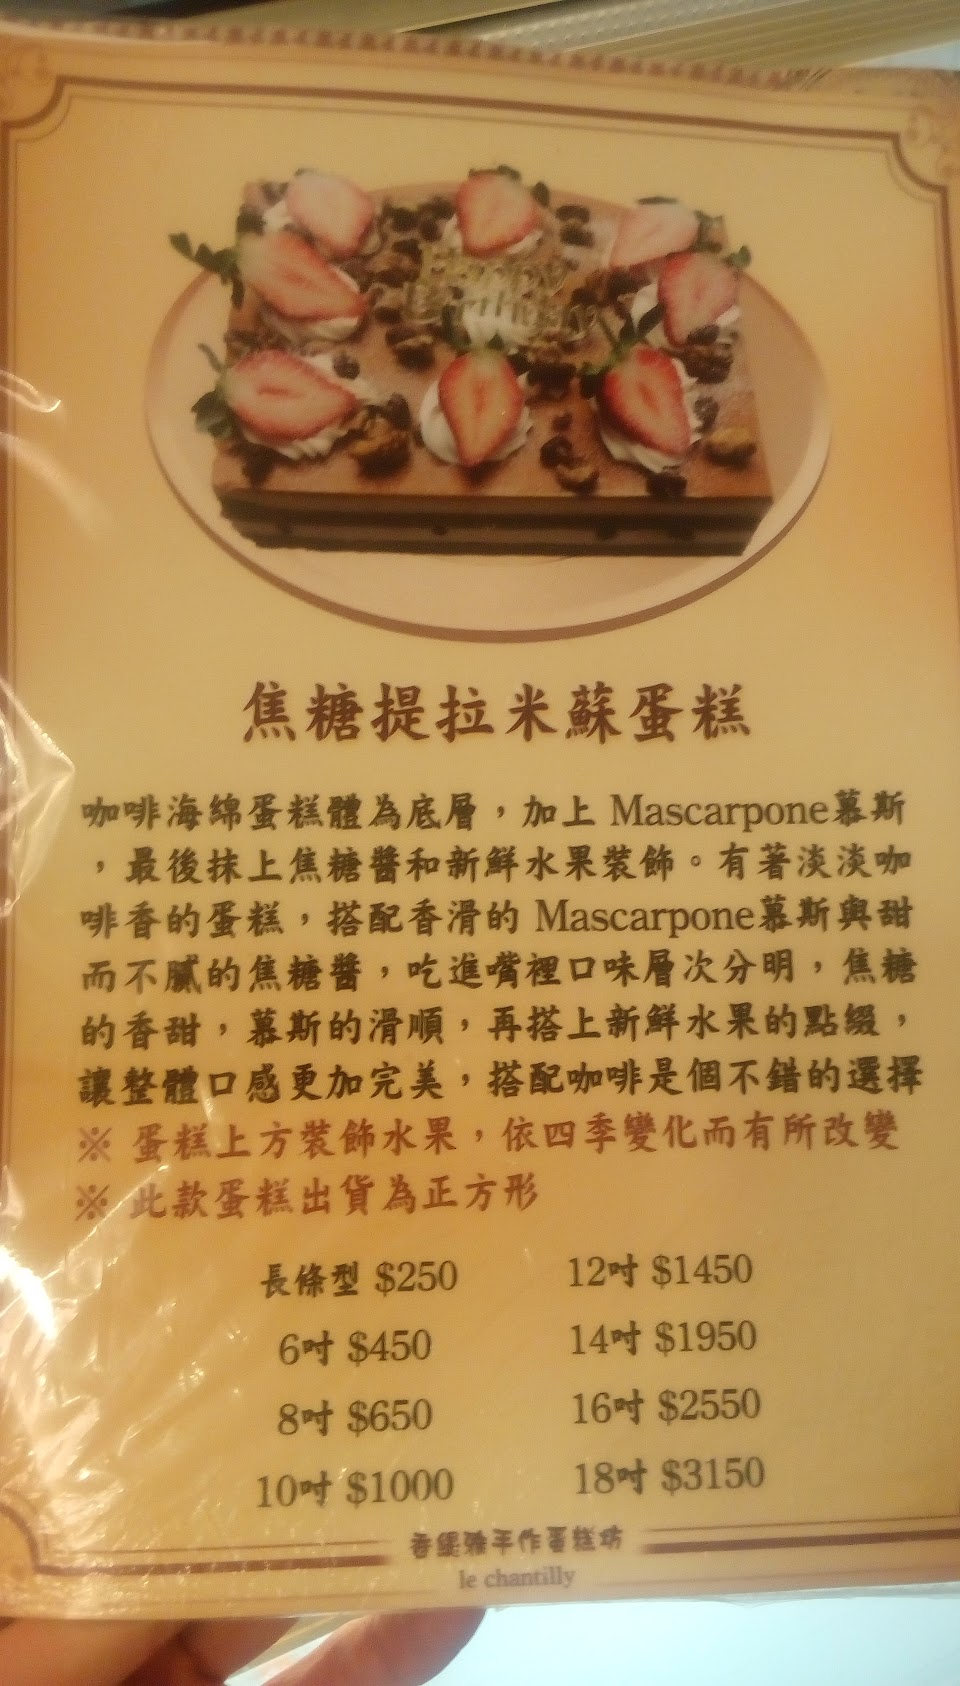 Happy
Birthday
焦糖提拉米蘇蛋糕
咖啡海綿蛋糕體為底層，加上 Mascarpone慕斯
，最後抹上焦糖醬和新鮮水果裝飾。有著淡淡咖
啡香的蛋糕，搭配香滑的 Mascarpone慕斯與甜
而不膩的焦糖醬，吃進嘴裡口味層次分明，焦糖
的香甜，慕斯的滑順，再搭上新鮮水果的點綴，
讓整體口感更加完美，搭配咖啡是個不錯的選擇
※ 蛋糕上方裝飾水果，依四季變化而有所改變
※ 此款蛋糕出貨為正方形
長條型 $250 12吋 $1450
6吋 $450 14吋 $1950
8吋 $650 16吋 $2550
10吋 $1000 18吋 $3150
香緹雅手作蛋糕坊
le chantilly